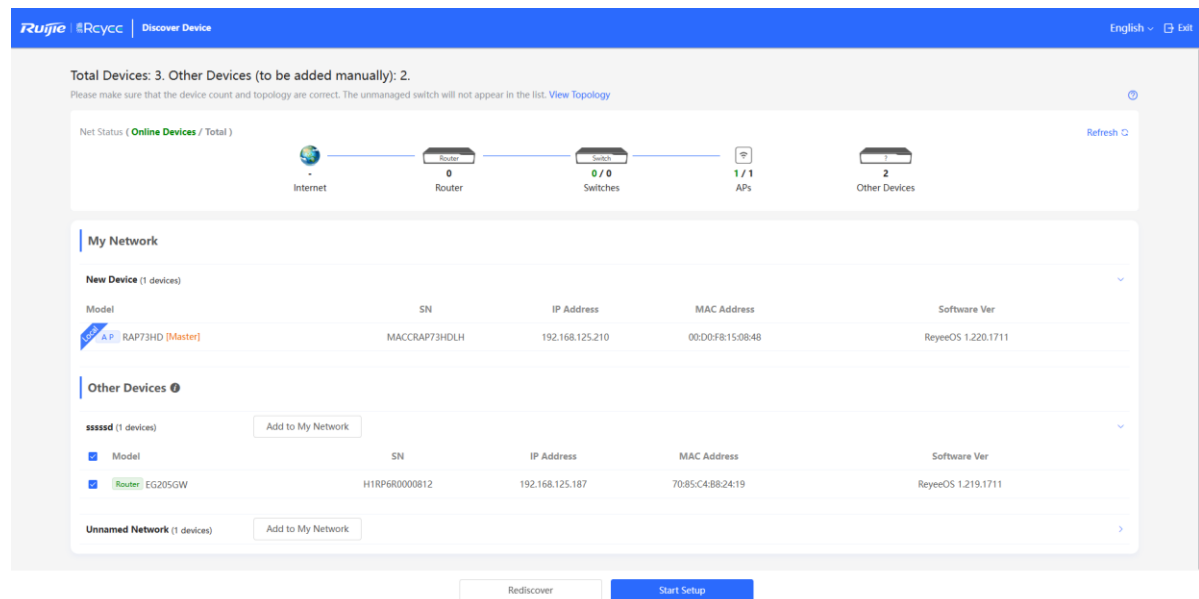 Ruijie | Rcycc | Discover Device English Exit
Total Devices: 3. Other Devices (to be added manually): 2.
Please make sure that the device count and topology are correct. The unmanaged switch will not appear in the list. View Topology
Net Status ( Online Devices / Total ) Refresh
Router Switch ?
- 0 0 / 0 1 / 1 2
Internet Router Switches APs Other Devices
My Network
New Device (1 devices)
Model SN IP Address MAC Address Software Ver
Local AP RAP73HD [Master] MACCRAP73HDLH 192.168.125.210 00:D0:F8:15:08:48 ReyeeOS 1.220.1711
Other Devices
sssssd (1 devices) Add to My Network
Model SN IP Address MAC Address Software Ver
Router EG205GW H1RP6R0000812 192.168.125.187 70:85:C4:B8:24:19 ReyeeOS 1.219.1711
Unnamed Network (1 devices) Add to My Network
Rediscover Start Setup